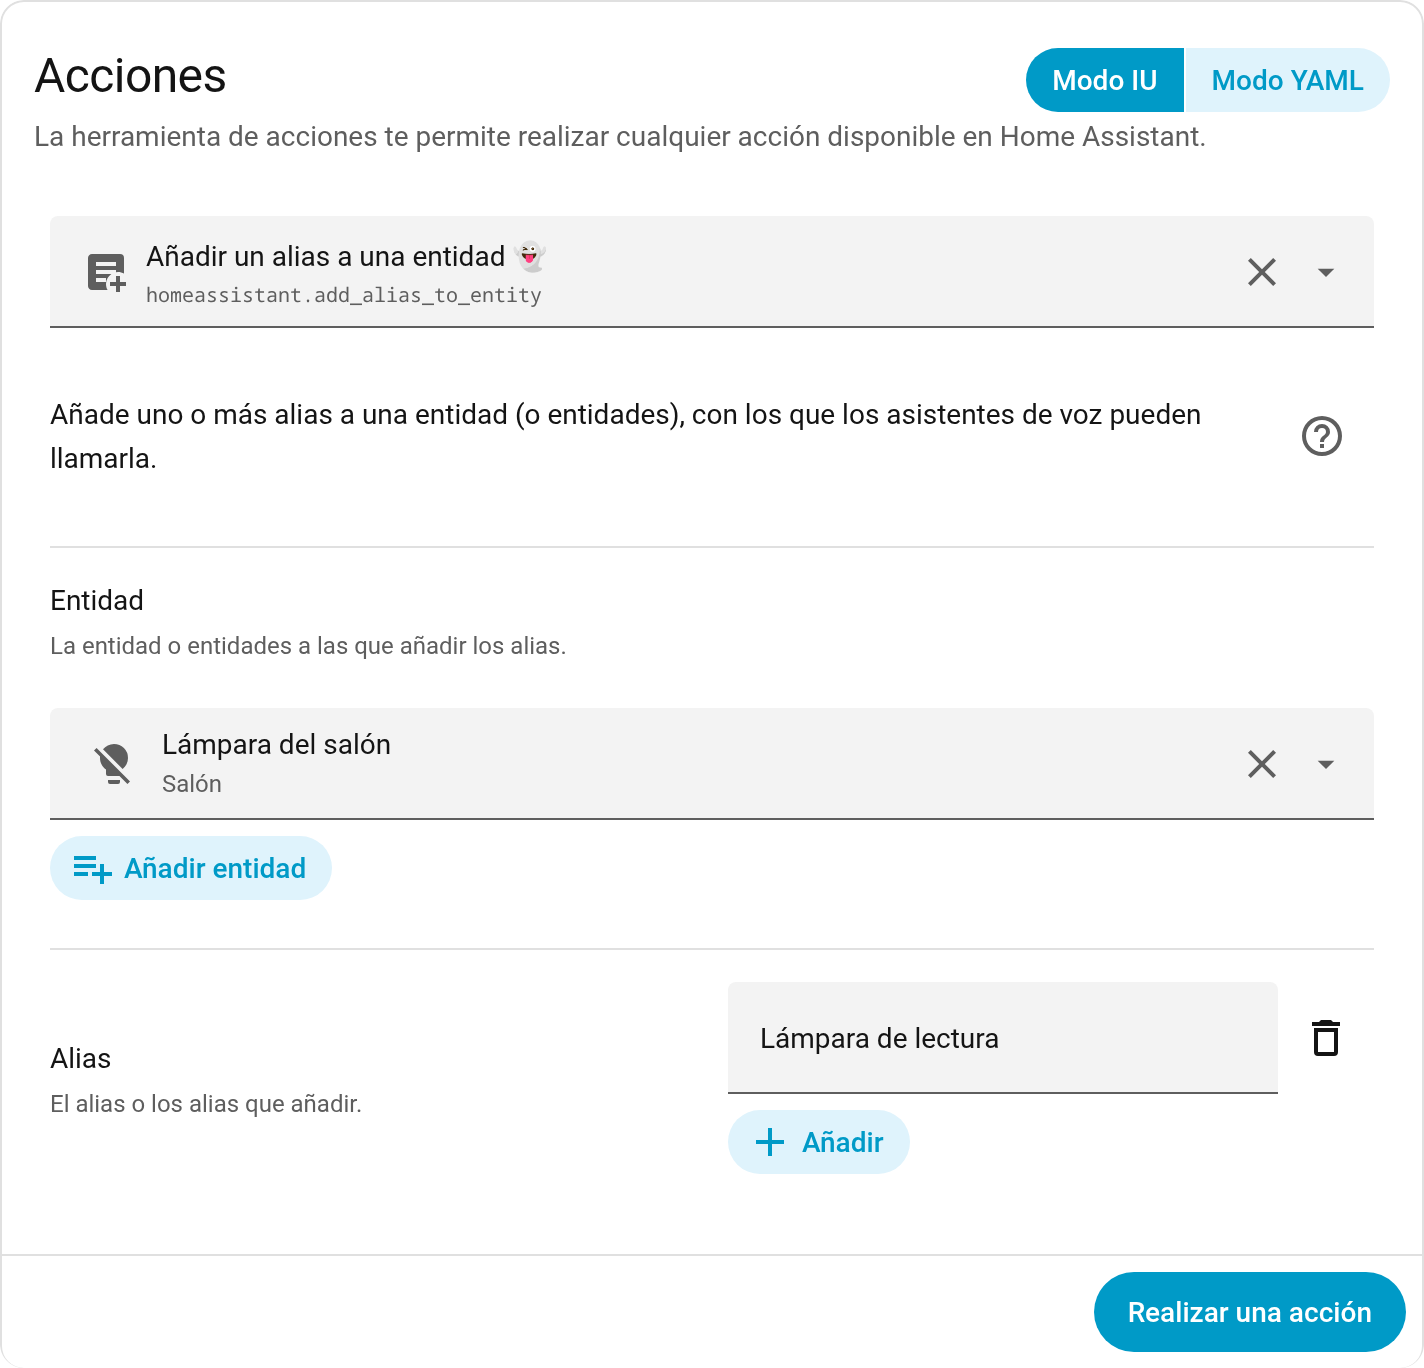 Acciones
Modo IU
Modo YAML
La herramienta de acciones te permite realizar cualquier acción disponible en Home Assistant.
Añadir un alias a una entidad 👻
homeassistant.add_alias_to_entity
Añade uno o más alias a una entidad (o entidades), con los que los asistentes de voz pueden
llamarla.
Entidad
La entidad o entidades a las que añadir los alias.
Lámpara del salón
Salón
Añadir entidad
Lámpara de lectura
Alias
El alias o los alias que añadir.
Añadir
Realizar una acción